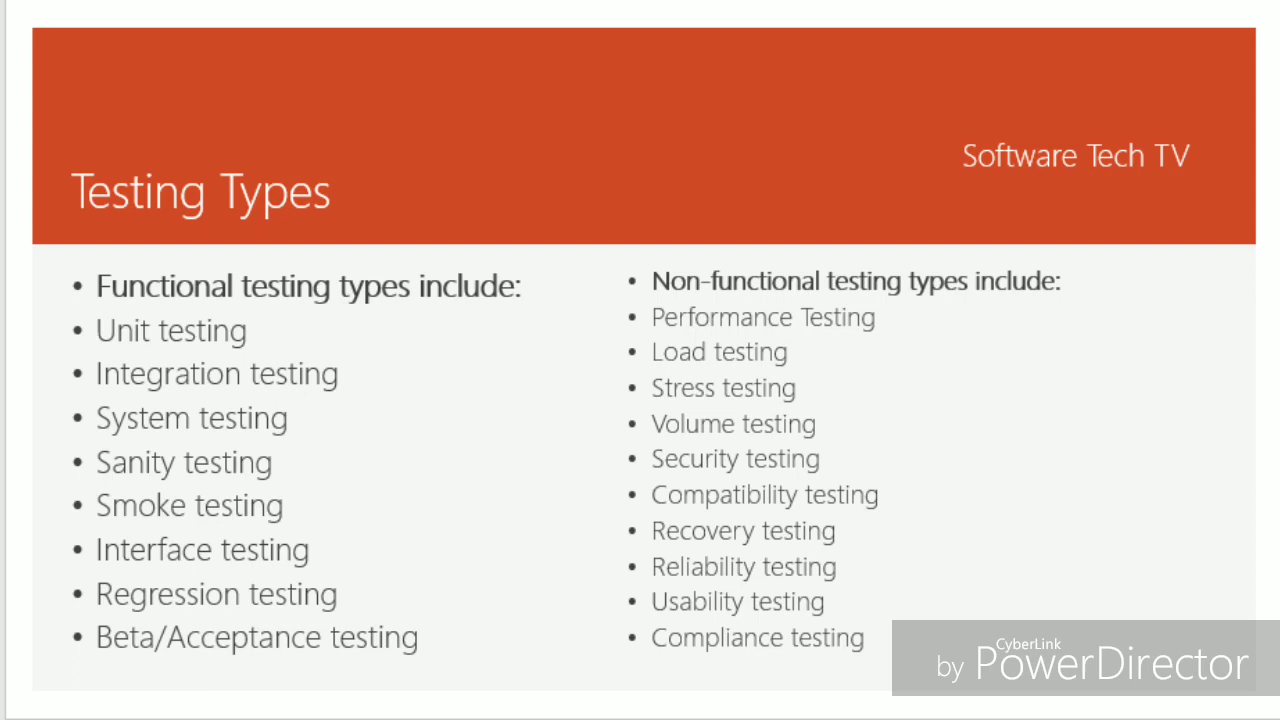 Software Tech TV
Testing Types
• Functional testing types include:
• Unit testing
• Integration testing
• System testing
• Sanity testing
• Smoke testing
• Interface testing
• Regression testing
• Beta/Acceptance testing
• Non-functional testing types include:
• Performance Testing
• Load testing
• Stress testing
• Volume testing
• Security testing
• Compatibility testing
• Recovery testing
• Reliability testing
• Usability testing
• Compliance testing
CyberLink
by PowerDirector